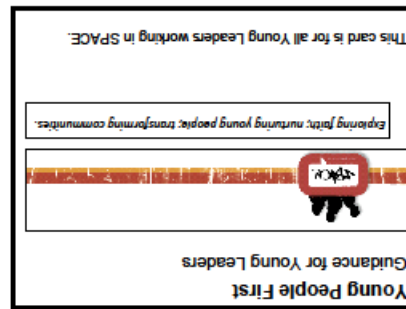 Young People First
Guidance for Young Leaders
SPACE
Exploring faith; nurturing young people; transforming communities.
This card is for all Young Leaders working in SPACE.